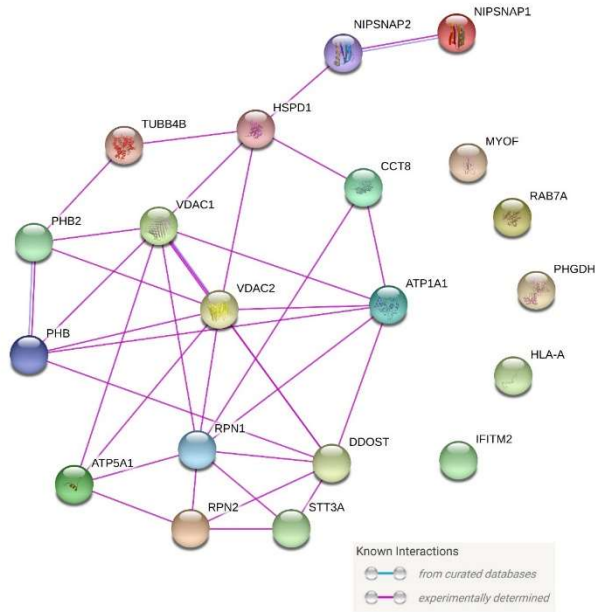 NIPSNAP1
NIPSNAP2
HSPD1
TUBB4B
MYOF
CCT8
RAB7A
VDAC1
PHB2
PHGDH
ATP1A1
VDAC2
PHB
HLA-A
RPN1
DDOST
IFITM2
ATP5A1
RPN2
STT3A
Known Interactions
from curated databases
experimentally determined